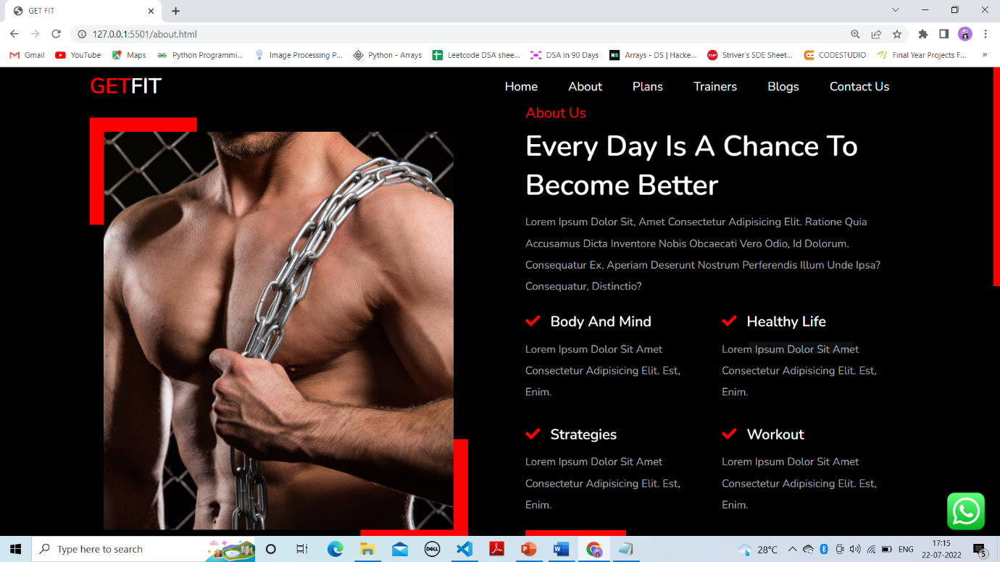 GET FIT
127.0.0.1:5501/about.html
Gmail YouTube Maps Python Programmi... Image Processing P... Python - Arrays Leetcode DSA shee... DSA in 90 Days Arrays - DS | Hacke... Striver's SDE Sheet... CODESTUDIO Final Year Projects F... »
GETFIT
Home About Plans Trainers Blogs Contact Us
About Us
Every Day Is A Chance To
Become Better
Lorem Ipsum Dolor Sit, Amet Consectetur Adipisicing Elit. Ratione Quia
Accusamus Dicta Inventore Nobis Obcaecati Vero Odio, Id Dolorum.
Consequatur Ex, Aperiam Deserunt Nostrum Perferendis Illum Unde Ipsa?
Consequatur, Distinctio?
Body And Mind
Lorem Ipsum Dolor Sit Amet
Consectetur Adipisicing Elit. Est,
Enim.
Healthy Life
Lorem Ipsum Dolor Sit Amet
Consectetur Adipisicing Elit. Est,
Enim.
Strategies
Lorem Ipsum Dolor Sit Amet
Consectetur Adipisicing Elit. Est,
Enim.
Workout
Lorem Ipsum Dolor Sit Amet
Consectetur Adipisicing Elit. Est,
Enim.
Type here to search
DELL
28°C
ENG
17:15
22-07-2022
5